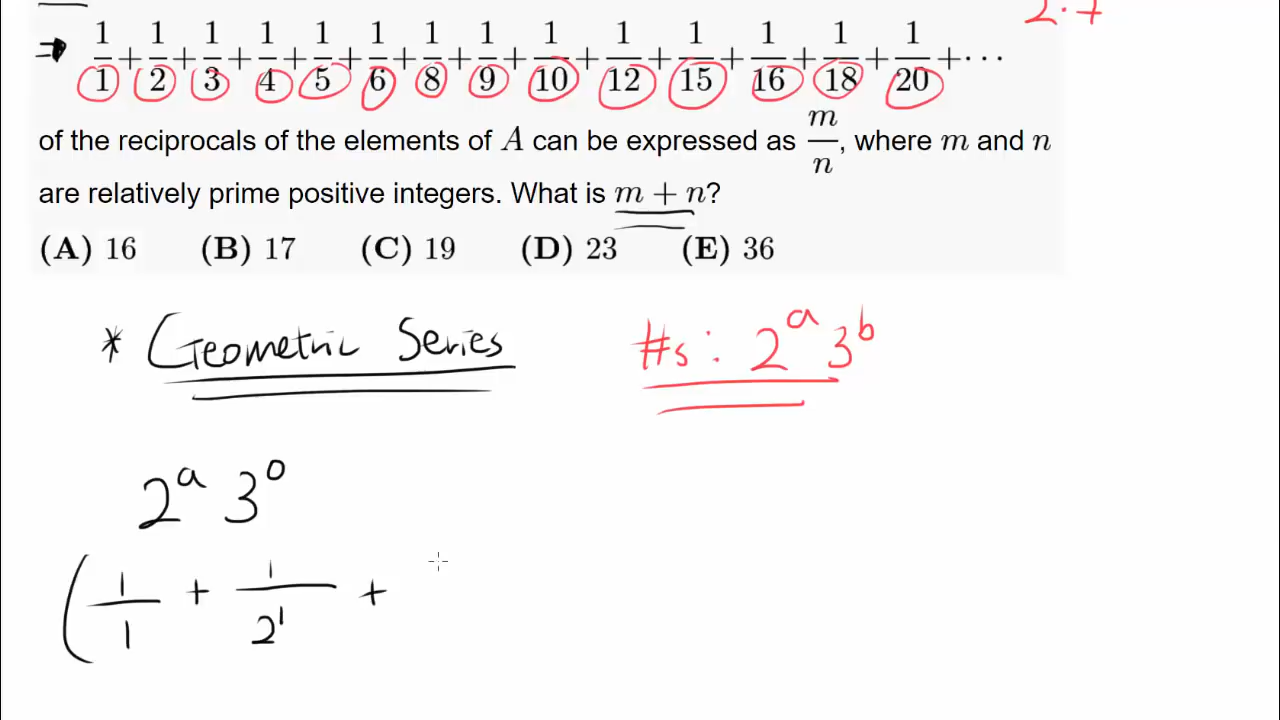 2·7
⇒ 1/1 + 1/2 + 1/3 + 1/4 + 1/5 + 1/6 + 1/8 + 1/9 + 1/10 + 1/12 + 1/15 + 1/16 + 1/18 + 1/20 + ···
of the reciprocals of the elements of A can be expressed as m/n, where m and n
are relatively prime positive integers. What is m + n?
(A) 16 (B) 17 (C) 19 (D) 23 (E) 36
* Geometric Series #s: 2^a 3^b
2^a 3^0
( 1/1 + 1/2^1 +